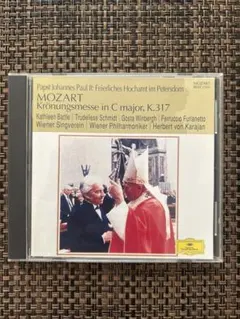 Papst Johannes Paul II: Feierliches Hochamt im Petersdom
MOZART
Krönungsmesse in C major, K.317
Kathleen Battle / Trudeliese Schmidt / Gösta Winbergh / Ferruccio Furlanetto
Wiener Singverein / Wiener Philharmoniker / Herbert von Karajan